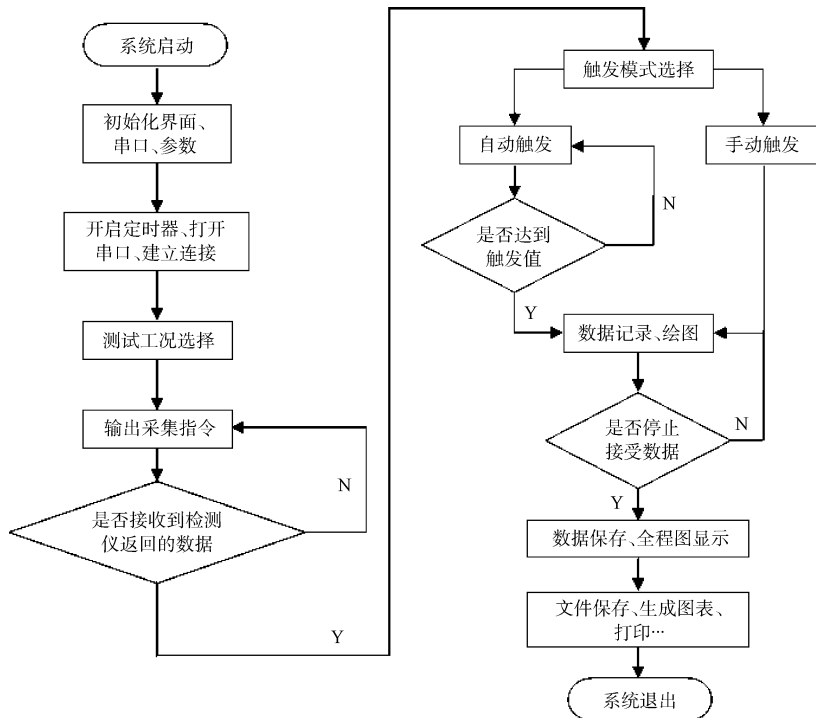 系统启动
初始化界面、
串口、参数
开启定时器、打开
串口、建立连接
测试工况选择
输出采集指令
N
是否接收到检测
仪返回的数据
Y
触发模式选择
自动触发
手动触发
N
是否达到
触发值
Y
数据记录、绘图
是否停止
接受数据
N
Y
数据保存、全程图显示
文件保存、生成图表、
打印…
系统退出